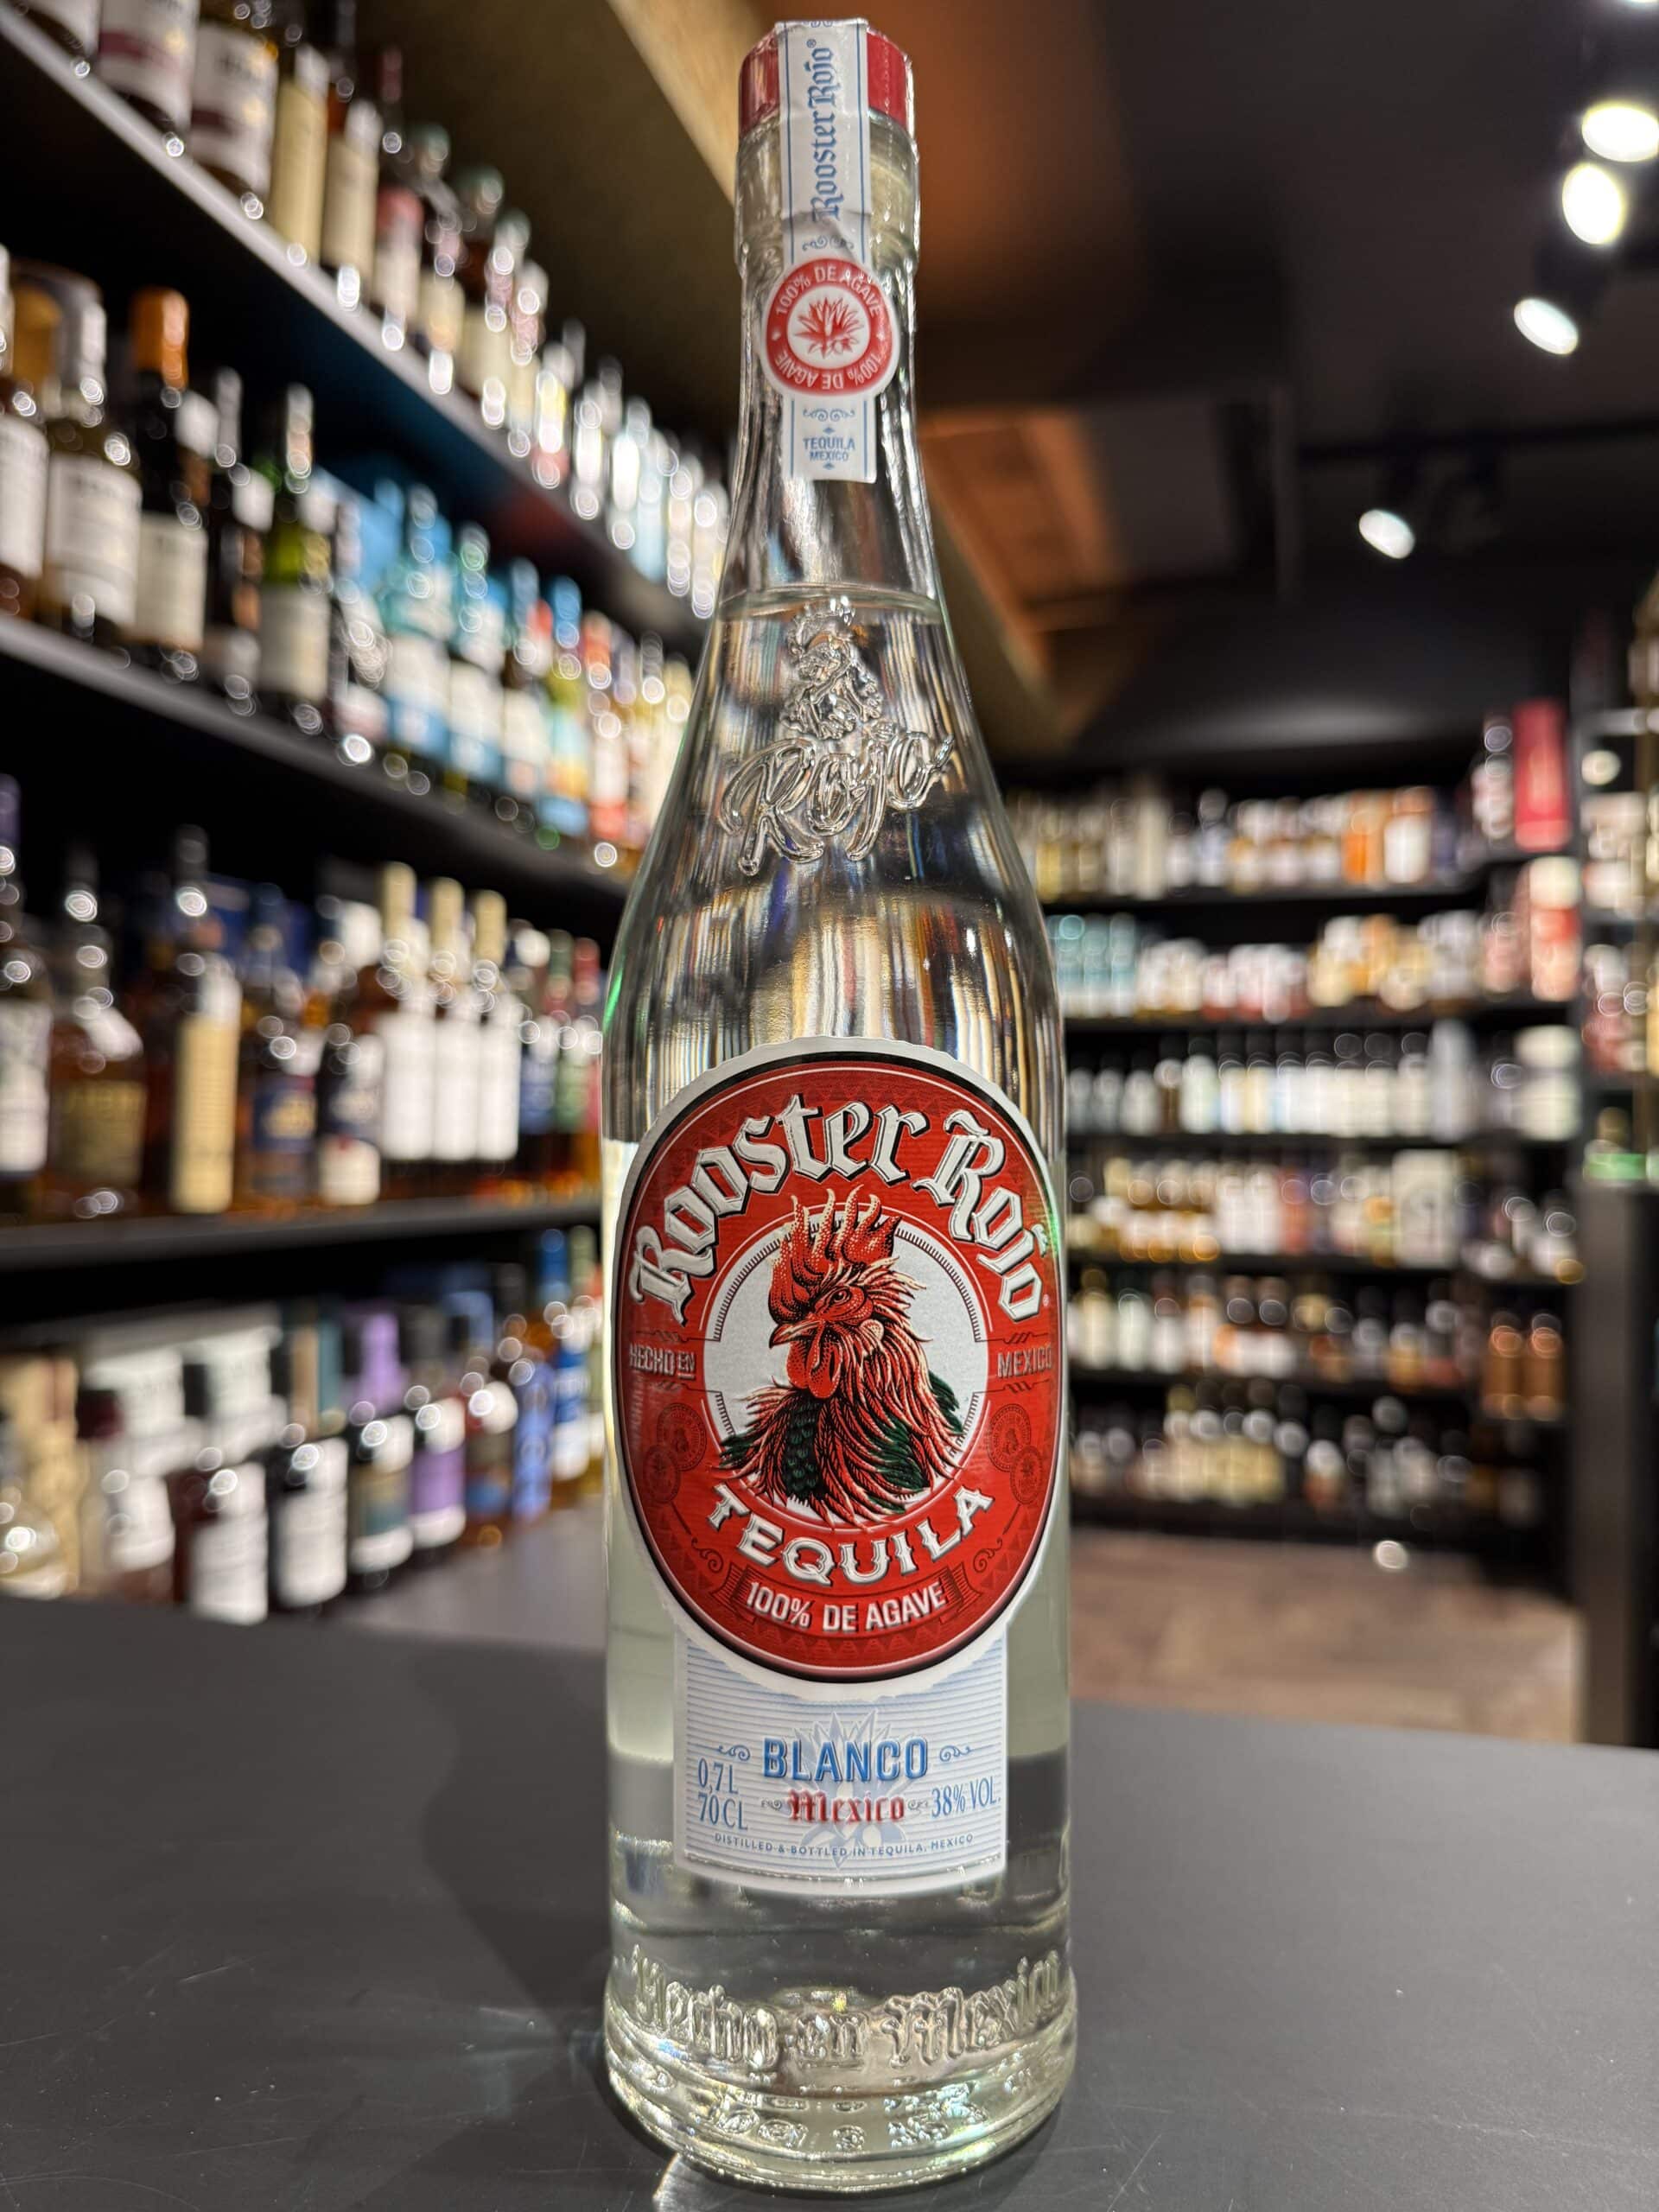 Rooster Rojo®
100% DE AGAVE
100% DE AGAVE
TEQUILA
MEXICO
Rojo
Rooster Rojo®
HECHO EN MEXICO
TEQUILA
100% DE AGAVE
BLANCO
0,7L
70CL
Mexico
38% VOL.
DISTILLED & BOTTLED IN TEQUILA, MEXICO
Hecho en Mexico